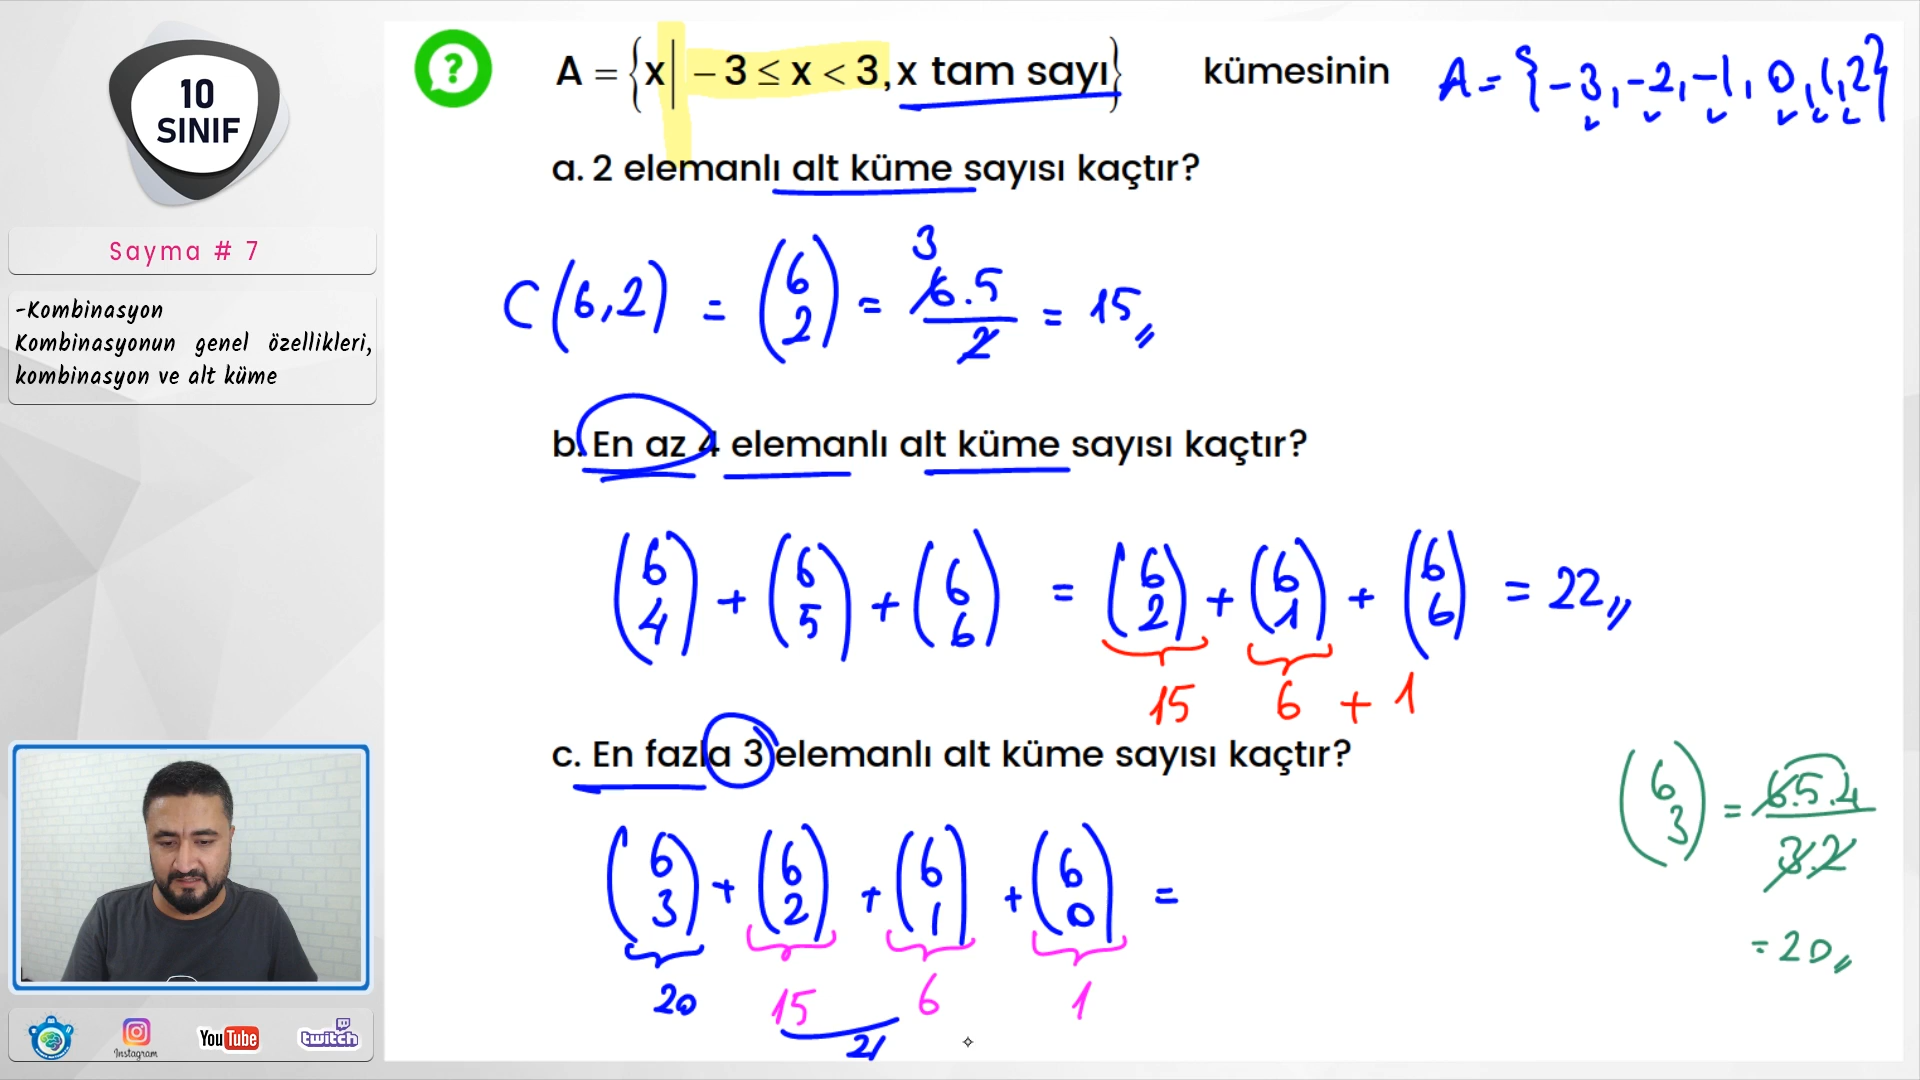 10
SINIF
Sayma # 7
-Kombinasyon
Kombinasyonun genel özellikleri,
kombinasyon ve alt küme
Instagram
YouTube
twitch
A = {x| −3 ≤ x < 3, x tam sayı} kümesinin
A = {-3, -2, -1, 0, 1, 2}
a. 2 elemanlı alt küme sayısı kaçtır?
C(6,2) = (6 2) = 6.5/2 = 15
3
b. En az 4 elemanlı alt küme sayısı kaçtır?
(6 4) + (6 5) + (6 6) = (6 2) + (6 1) + (6 6) = 22
15 6 + 1
c. En fazla 3 elemanlı alt küme sayısı kaçtır?
(6 3) + (6 2) + (6 1) + (6 0) =
20 15 6 1
21
(6 3) = 6.5.4/3.2
= 20